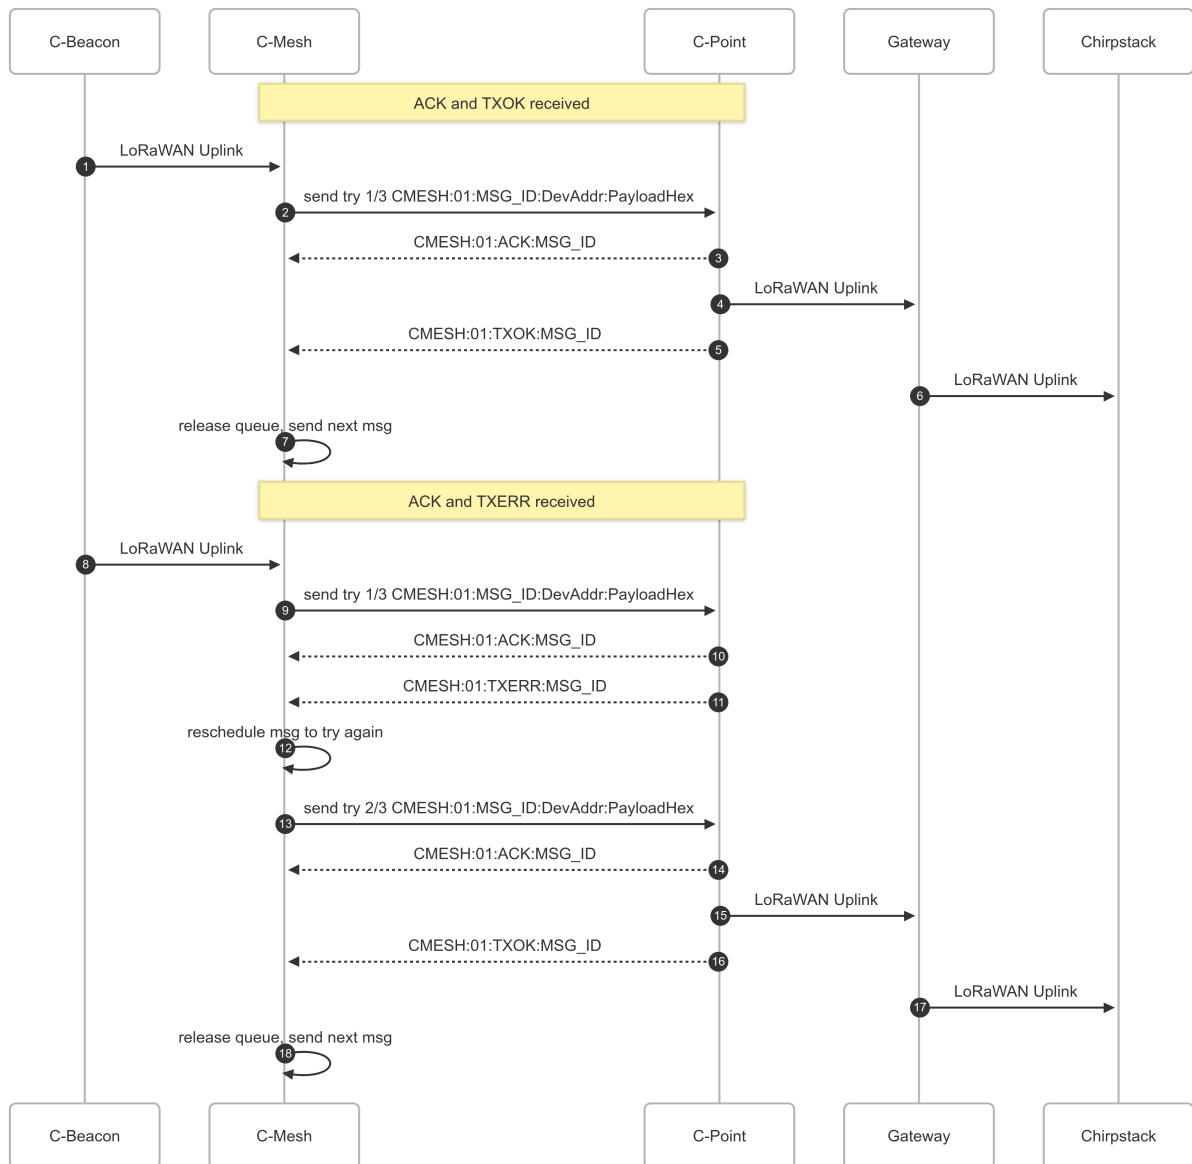 C-Beacon
C-Mesh
C-Point
Gateway
Chirpstack
ACK and TXOK received
LoRaWAN Uplink
1
send try 1/3 CMESH:01:MSG_ID:DevAddr:PayloadHex
2
CMESH:01:ACK:MSG_ID
3
LoRaWAN Uplink
4
CMESH:01:TXOK:MSG_ID
5
LoRaWAN Uplink
6
release queue, send next msg
7
ACK and TXERR received
LoRaWAN Uplink
8
send try 1/3 CMESH:01:MSG_ID:DevAddr:PayloadHex
9
CMESH:01:ACK:MSG_ID
10
CMESH:01:TXERR:MSG_ID
11
reschedule msg to try again
12
send try 2/3 CMESH:01:MSG_ID:DevAddr:PayloadHex
13
CMESH:01:ACK:MSG_ID
14
LoRaWAN Uplink
15
CMESH:01:TXOK:MSG_ID
16
LoRaWAN Uplink
17
release queue, send next msg
18
C-Beacon
C-Mesh
C-Point
Gateway
Chirpstack